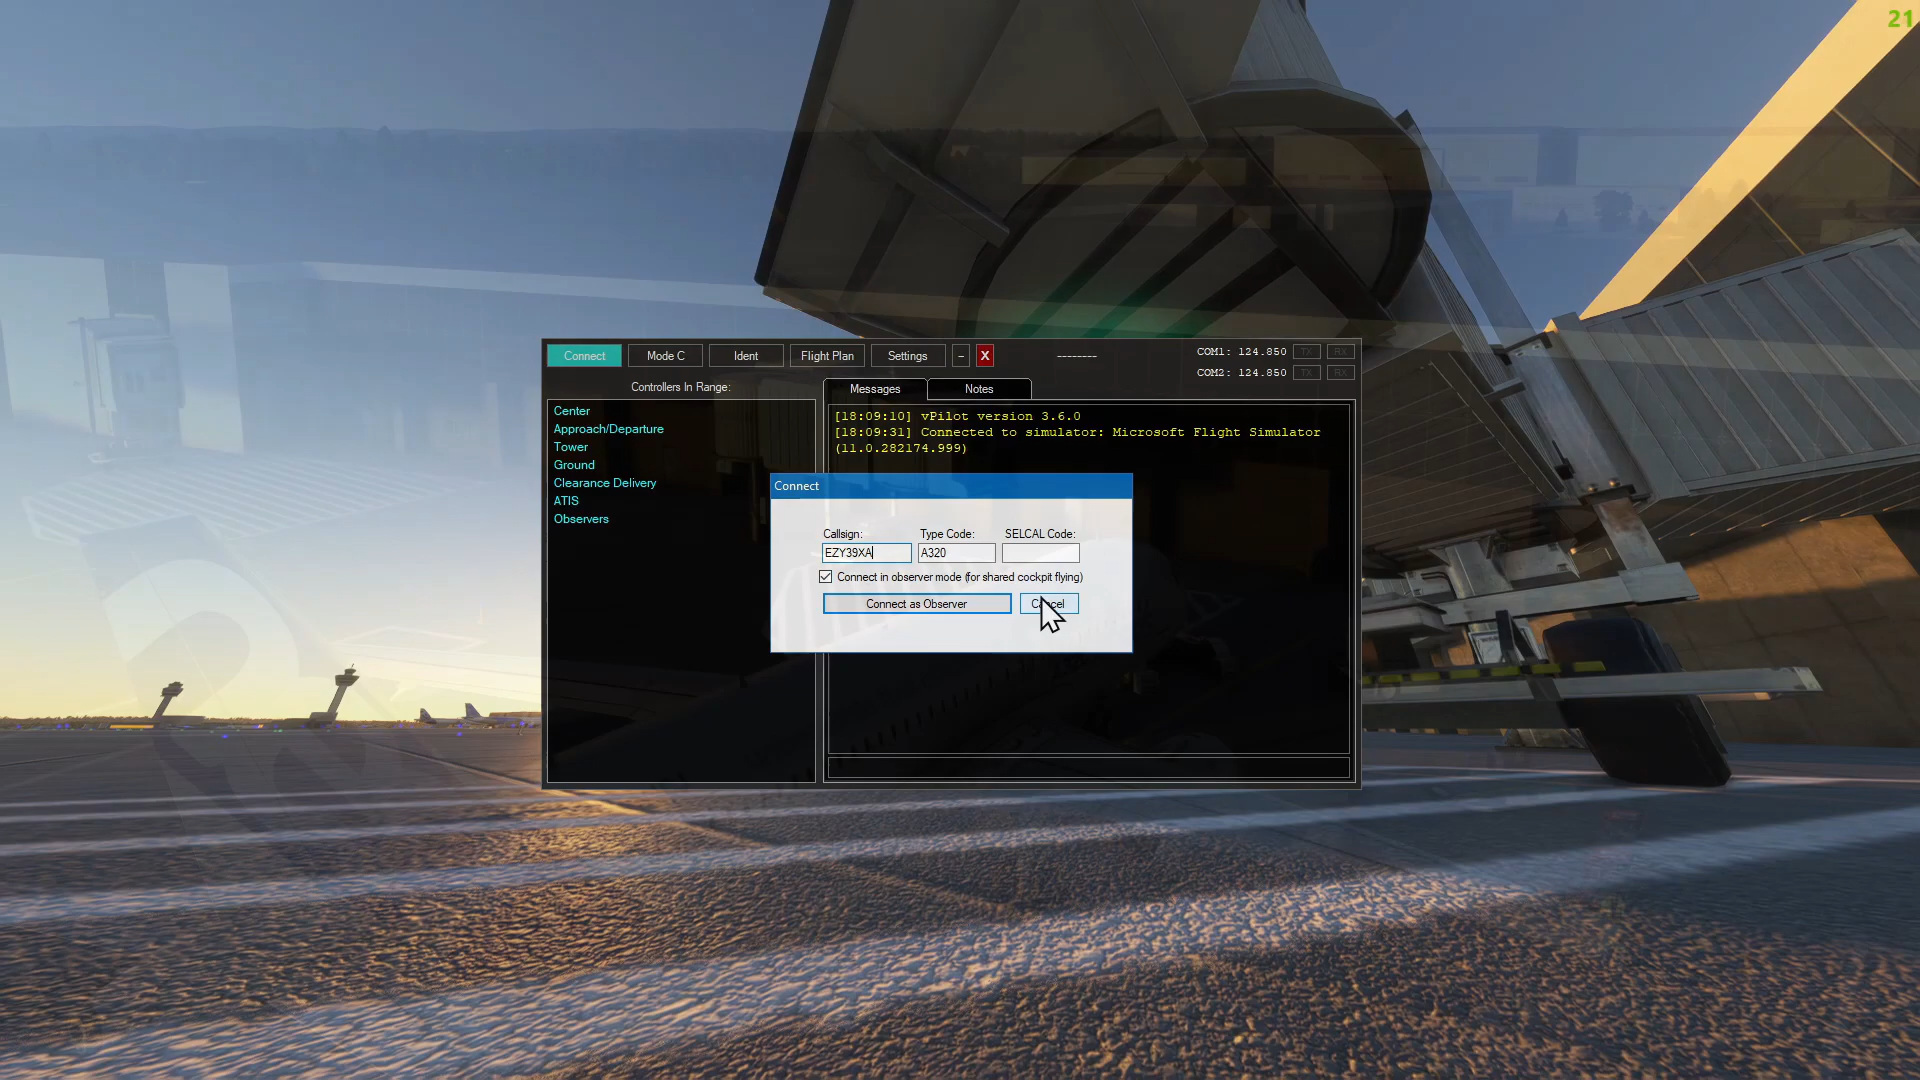 21
Connect
Mode C
Ident
Flight Plan
Settings
–
X
--------
COM1: 124.850
TX
RX
COM2: 124.850
TX
RX
Controllers In Range:
Messages
Notes
Center
Approach/Departure
Tower
Ground
Clearance Delivery
ATIS
Observers
[18:09:10] vPilot version 3.6.0
[18:09:31] Connected to simulator: Microsoft Flight Simulator
(11.0.282174.999)
Connect
Callsign:
Type Code:
SELCAL Code:
EZY39XA
A320
Connect in observer mode (for shared cockpit flying)
Connect as Observer
Cancel